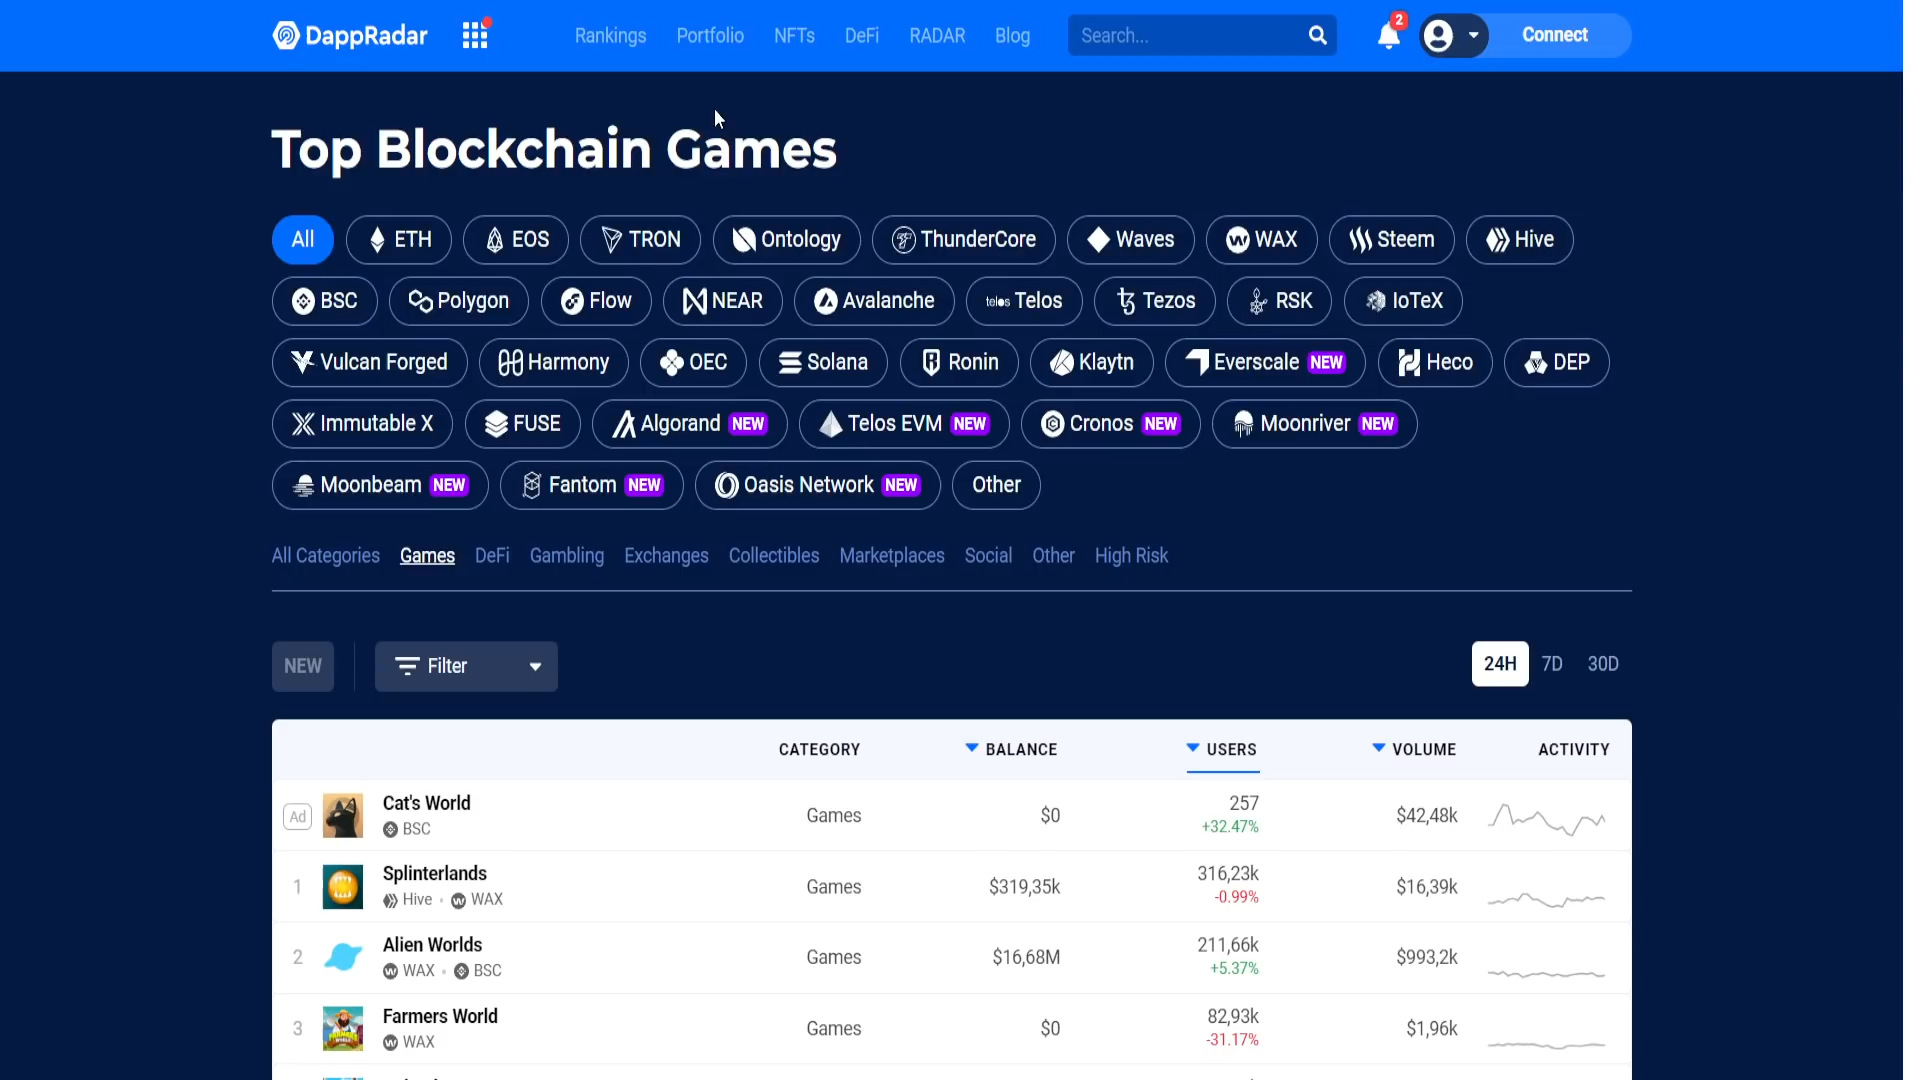 DappRadar Rankings Portfolio NFTs DeFi RADAR Blog Search... 2 Connect
Top Blockchain Games
All ETH EOS TRON Ontology ThunderCore Waves WAX Steem Hive
BSC Polygon Flow NEAR Avalanche telos Telos Tezos RSK IoTeX
Vulcan Forged Harmony OEC Solana Ronin Klaytn Everscale NEW Heco DEP
Immutable X FUSE Algorand NEW Telos EVM NEW Cronos NEW Moonriver NEW
Moonbeam NEW Fantom NEW Oasis Network NEW Other
All Categories Games DeFi Gambling Exchanges Collectibles Marketplaces Social Other High Risk
NEW Filter 24H 7D 30D
CATEGORY BALANCE USERS VOLUME ACTIVITY
Ad Cat's World Games $0 257 $42,48k
BSC +32.47%
1 Splinterlands Games $319,35k 316,23k $16,39k
Hive • WAX -0.99%
2 Alien Worlds Games $16,68M 211,66k $993,2k
WAX • BSC +5.37%
3 Farmers World Games $0 82,93k $1,96k
WAX -31.17%